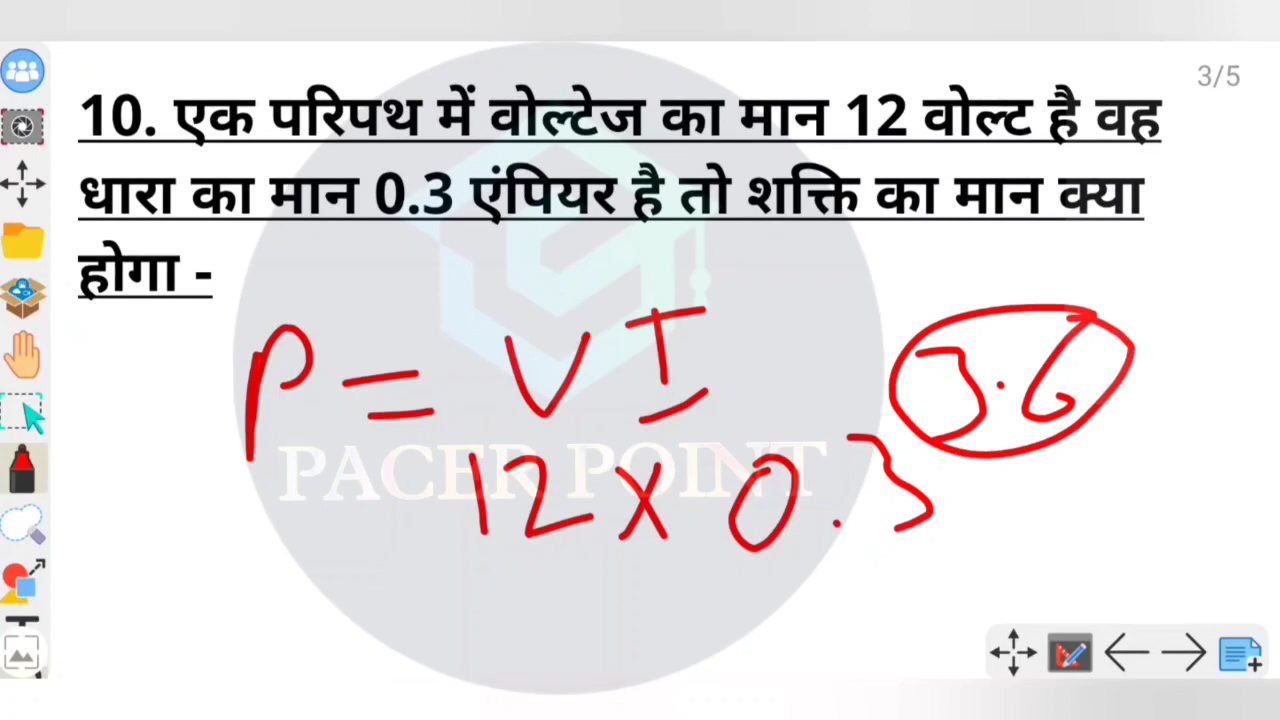 3/5
10. एक परिपथ में वोल्टेज का मान 12 वोल्ट है वह
धारा का मान 0.3 एंपियर है तो शक्ति का मान क्या
होगा -
P = VI
3.6
PACER POINT
12 x 0.3